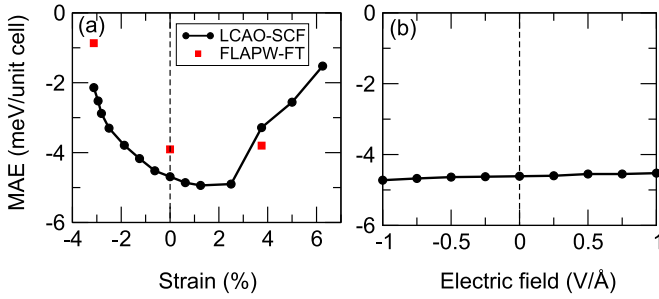 (a)
LCAO-SCF
FLAPW-FT
MAE (meV/unit cell)
0
-2
-4
-6
-4
-2
0
2
4
6
Strain (%)
(b)
0
-2
-4
-6
-1
-0.5
0
0.5
1
Electric field (V/Å)